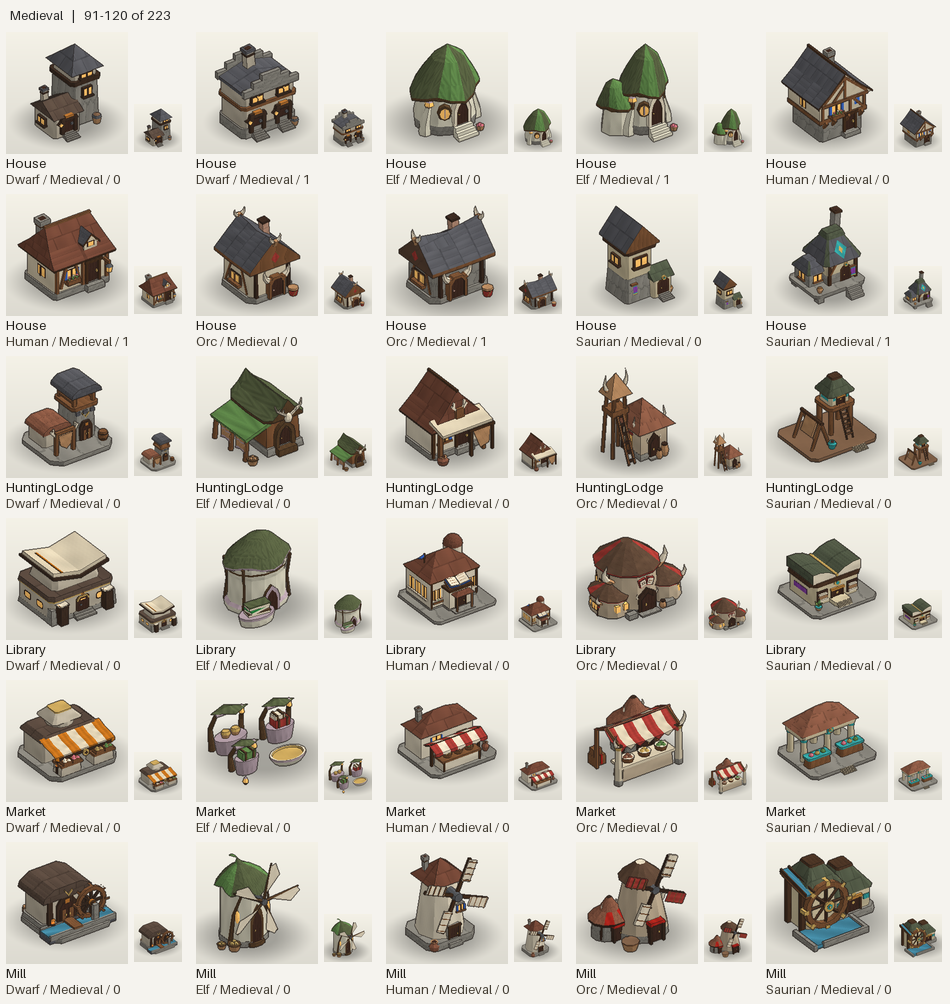 Medieval | 91-120 of 223
House
Dwarf / Medieval / 0
House
Dwarf / Medieval / 1
House
Elf / Medieval / 0
House
Elf / Medieval / 1
House
Human / Medieval / 0
House
Human / Medieval / 1
House
Orc / Medieval / 0
House
Orc / Medieval / 1
House
Saurian / Medieval / 0
House
Saurian / Medieval / 1
HuntingLodge
Dwarf / Medieval / 0
HuntingLodge
Elf / Medieval / 0
HuntingLodge
Human / Medieval / 0
HuntingLodge
Orc / Medieval / 0
HuntingLodge
Saurian / Medieval / 0
Library
Dwarf / Medieval / 0
Library
Elf / Medieval / 0
Library
Human / Medieval / 0
Library
Orc / Medieval / 0
Library
Saurian / Medieval / 0
Market
Dwarf / Medieval / 0
Market
Elf / Medieval / 0
Market
Human / Medieval / 0
Market
Orc / Medieval / 0
Market
Saurian / Medieval / 0
Mill
Dwarf / Medieval / 0
Mill
Elf / Medieval / 0
Mill
Human / Medieval / 0
Mill
Orc / Medieval / 0
Mill
Saurian / Medieval / 0